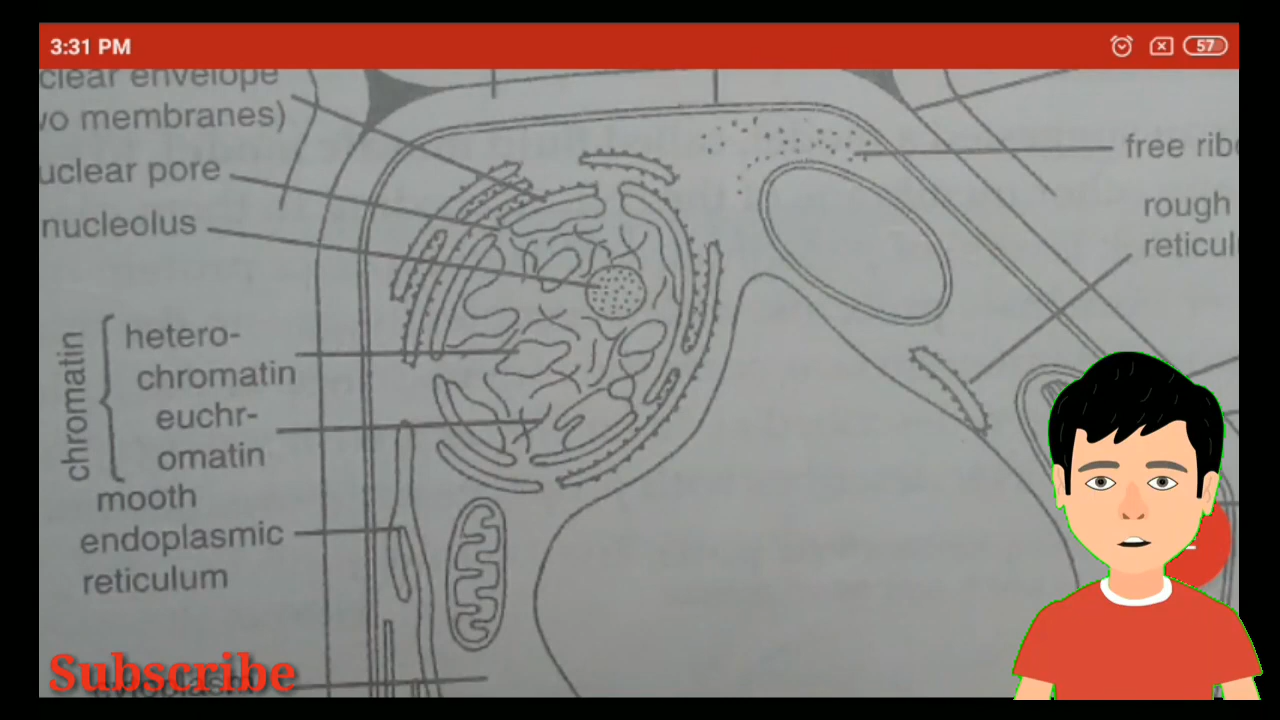 3:31 PM
57
clear envelope
wo membranes)
uclear pore
nucleolus
free ribo
rough
reticul
chromatin
hetero-
chromatin
euchr-
omatin
mooth
endoplasmic
reticulum
Subscribe